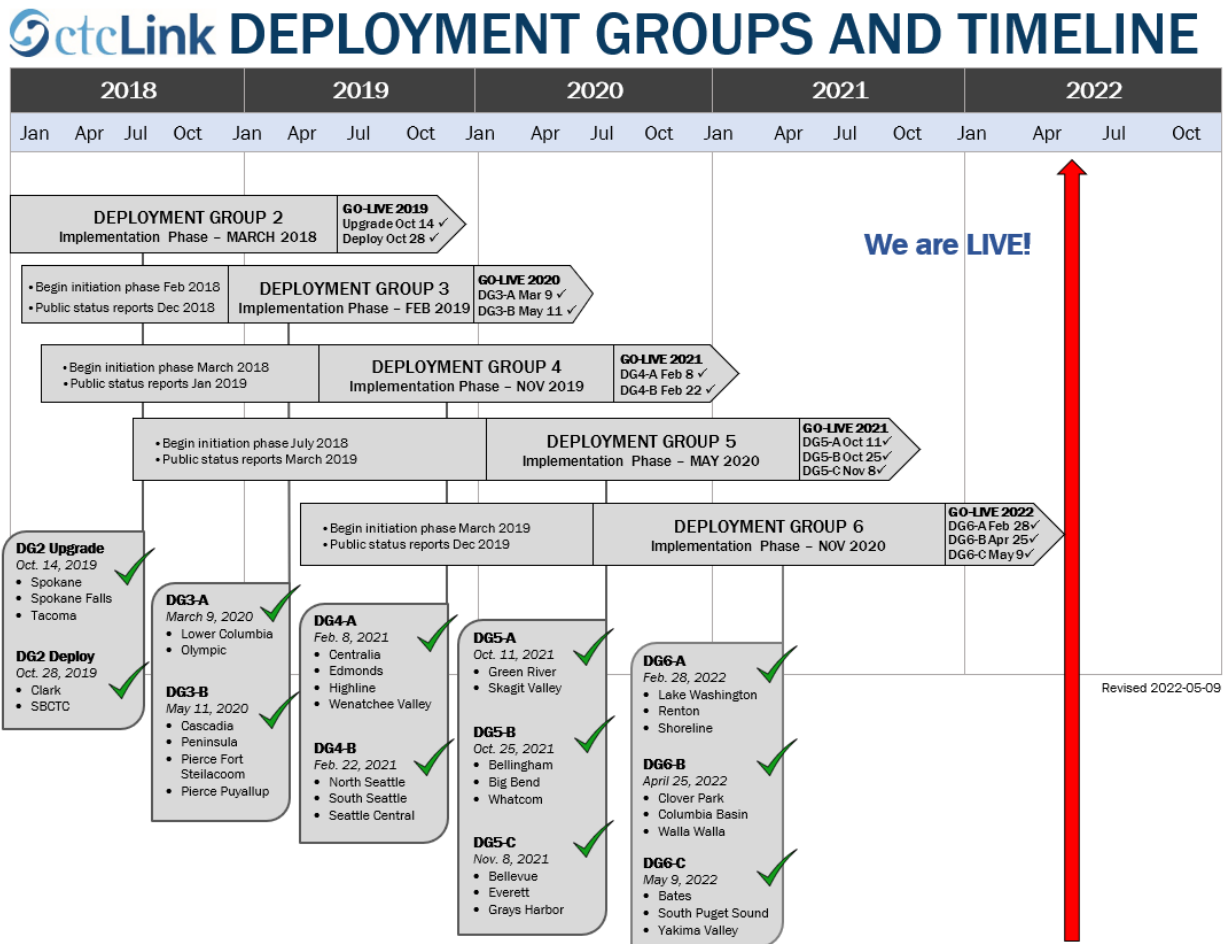 ctcLink DEPLOYMENT GROUPS AND TIMELINE
2018 2019 2020 2021 2022
Jan Apr Jul Oct Jan Apr Jul Oct Jan Apr Jul Oct Jan Apr Jul Oct Jan Apr Jul Oct
DEPLOYMENT GROUP 2
Implementation Phase – MARCH 2018
GO-LIVE 2019
Upgrade Oct 14 ✓
Deploy Oct 28 ✓
We are LIVE!
• Begin initiation phase Feb 2018
• Public status reports Dec 2018
DEPLOYMENT GROUP 3
Implementation Phase – FEB 2019
GO-LIVE 2020
DG3-A Mar 9 ✓
DG3-B May 11 ✓
• Begin initiation phase March 2018
• Public status reports Jan 2019
DEPLOYMENT GROUP 4
Implementation Phase – NOV 2019
GO-LIVE 2021
DG4-A Feb 8 ✓
DG4-B Feb 22 ✓
• Begin initiation phase July 2018
• Public status reports March 2019
DEPLOYMENT GROUP 5
Implementation Phase – MAY 2020
GO-LIVE 2021
DG5-A Oct 11✓
DG5-B Oct 25✓
DG5-C Nov 8✓
• Begin initiation phase March 2019
• Public status reports Dec 2019
DEPLOYMENT GROUP 6
Implementation Phase – NOV 2020
GO-LIVE 2022
DG6-A Feb 28✓
DG6-B Apr 25✓
DG6-C May 9✓
DG2 Upgrade
Oct. 14, 2019
• Spokane
• Spokane Falls
• Tacoma
DG2 Deploy
Oct. 28, 2019
• Clark
• SBCTC
DG3-A
March 9, 2020
• Lower Columbia
• Olympic
DG3-B
May 11, 2020
• Cascadia
• Peninsula
• Pierce Fort
Steilacoom
• Pierce Puyallup
DG4-A
Feb. 8, 2021
• Centralia
• Edmonds
• Highline
• Wenatchee Valley
DG4-B
Feb. 22, 2021
• North Seattle
• South Seattle
• Seattle Central
DG5-A
Oct. 11, 2021
• Green River
• Skagit Valley
DG5-B
Oct. 25, 2021
• Bellingham
• Big Bend
• Whatcom
DG5-C
Nov. 8, 2021
• Bellevue
• Everett
• Grays Harbor
DG6-A
Feb. 28, 2022
• Lake Washington
• Renton
• Shoreline
DG6-B
April 25, 2022
• Clover Park
• Columbia Basin
• Walla Walla
DG6-C
May 9, 2022
• Bates
• South Puget Sound
• Yakima Valley
Revised 2022-05-09